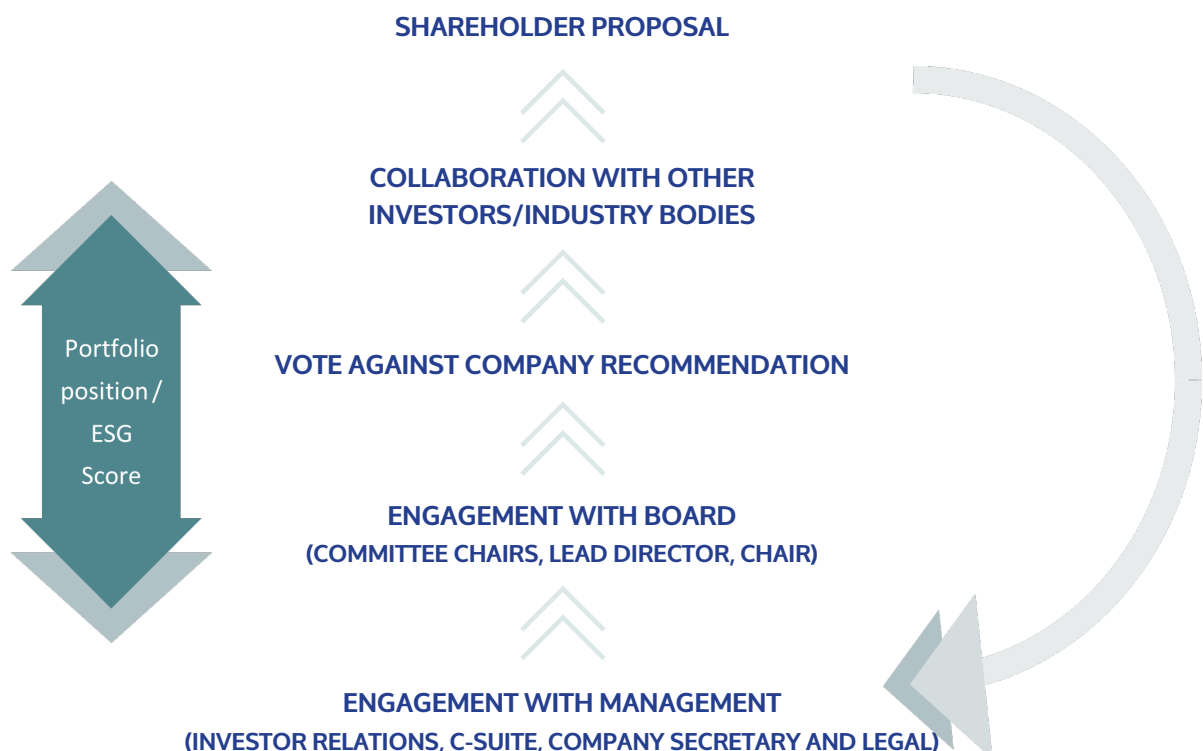 SHAREHOLDER PROPOSAL
COLLABORATION WITH OTHER
INVESTORS/INDUSTRY BODIES
Portfolio
position /
ESG
Score
VOTE AGAINST COMPANY RECOMMENDATION
ENGAGEMENT WITH BOARD
(COMMITTEE CHAIRS, LEAD DIRECTOR, CHAIR)
ENGAGEMENT WITH MANAGEMENT
(INVESTOR RELATIONS, C-SUITE, COMPANY SECRETARY AND LEGAL)